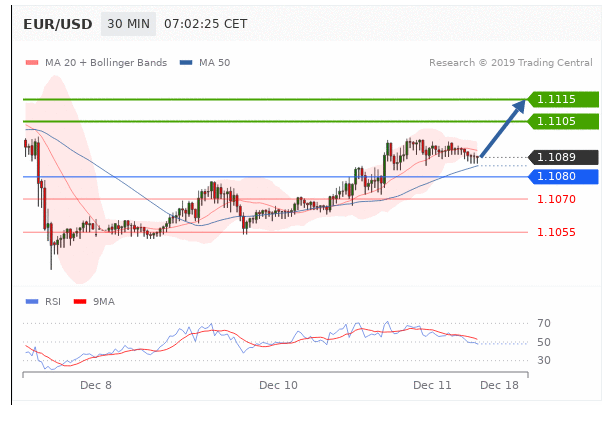 EUR/USD 30 MIN 07:02:25 CET
MA 20 + Bollinger Bands MA 50 Research © 2019 Trading Central
1.1115
1.1105
1.1089
1.1080
1.1070
1.1055
RSI 9MA
70
50
30
Dec 8 Dec 10 Dec 11 Dec 18